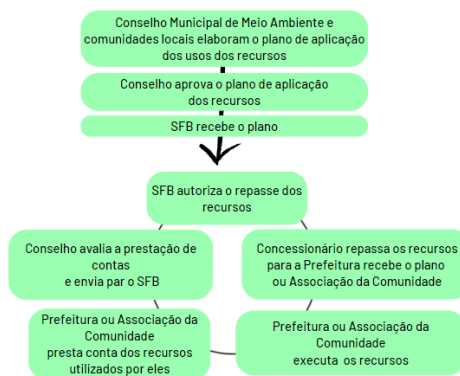 Conselho Municipal de Meio Ambiente e
comunidades locais elaboram o plano de aplicação
dos usos dos recursos
Conselho aprova o plano de aplicação
dos recursos
SFB recebe o plano
SFB autoriza o repasse dos
recursos
Concessionário repassa os recursos
para a Prefeitura recebe o plano
ou Associação da Comunidade
Prefeitura ou Associação da
Comunidade
executa os recursos
Prefeitura ou Associação da
Comunidade
presta conta dos recursos
utilizados por eles
Conselho avalia a prestação de
contas
e envia par o SFB